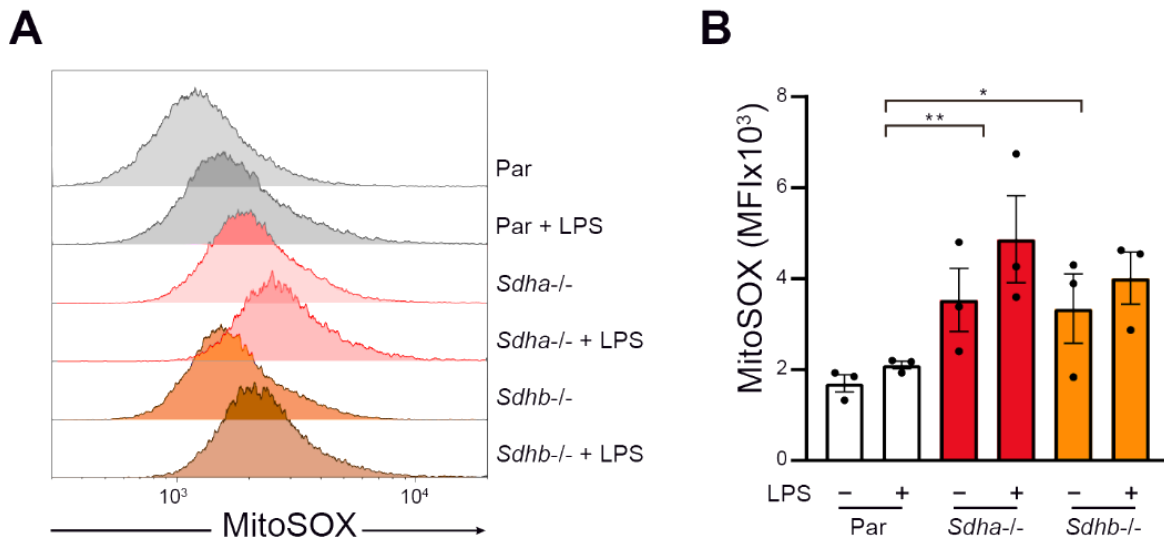 A
Par
Par + LPS
Sdha-/-
Sdha-/- + LPS
Sdhb-/-
Sdhb-/- + LPS
10³ 10⁴
MitoSOX
B
MitoSOX (MFIx10³)
8
6
4
2
0
*
**
LPS − + − + − +
Par Sdha-/- Sdhb-/-